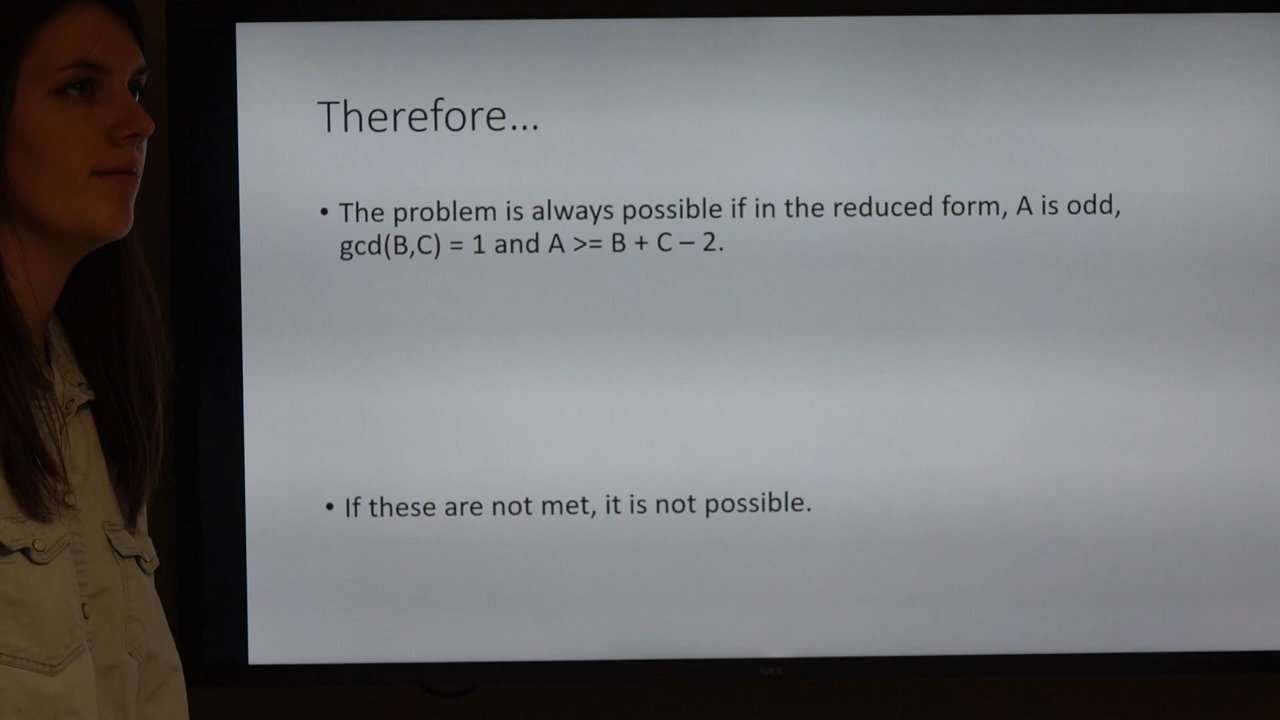 Therefore...
• The problem is always possible if in the reduced form, A is odd,
gcd(B,C) = 1 and A >= B + C – 2.
• If these are not met, it is not possible.
NEC